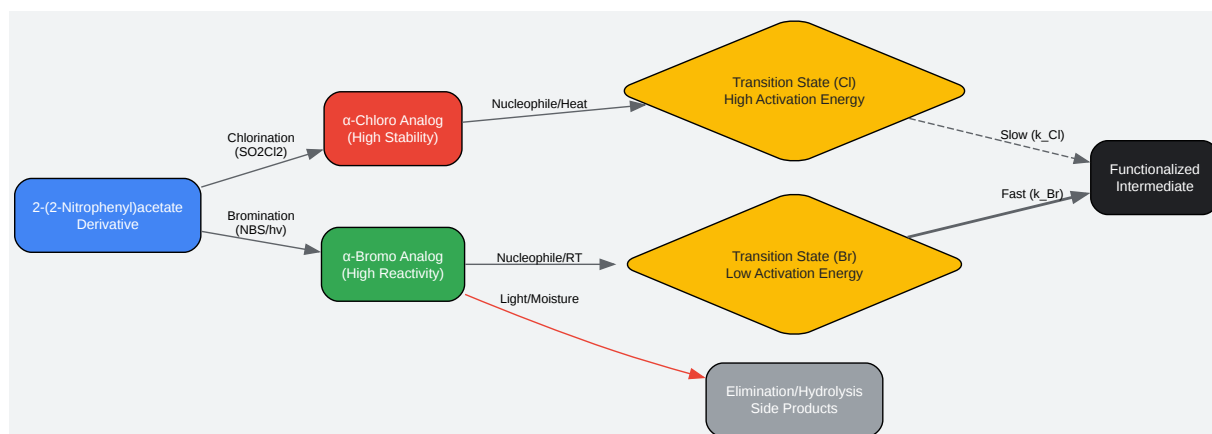 2-(2-Nitrophenyl)acetate
Derivative
Chlorination
(SO2Cl2)
Bromination
(NBS/hv)
α-Chloro Analog
(High Stability)
α-Bromo Analog
(High Reactivity)
Nucleophile/Heat
Nucleophile/RT
Light/Moisture
Transition State (Cl)
High Activation Energy
Transition State (Br)
Low Activation Energy
Elimination/Hydrolysis
Side Products
Slow (k_Cl)
Fast (k_Br)
Functionalized
Intermediate